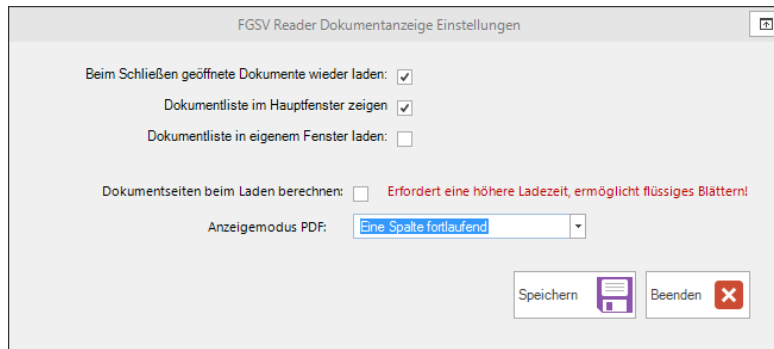 FGSV Reader Dokumentanzeige Einstellungen
Beim Schließen geöffnete Dokumente wieder laden:
Dokumentliste im Hauptfenster zeigen
Dokumentliste in eigenem Fenster laden:
Dokumentseiten beim Laden berechnen: Erfordert eine höhere Ladezeit, ermöglicht flüssiges Blättern!
Anzeigemodus PDF: Eine Spalte fortlaufend
Speichern Beenden